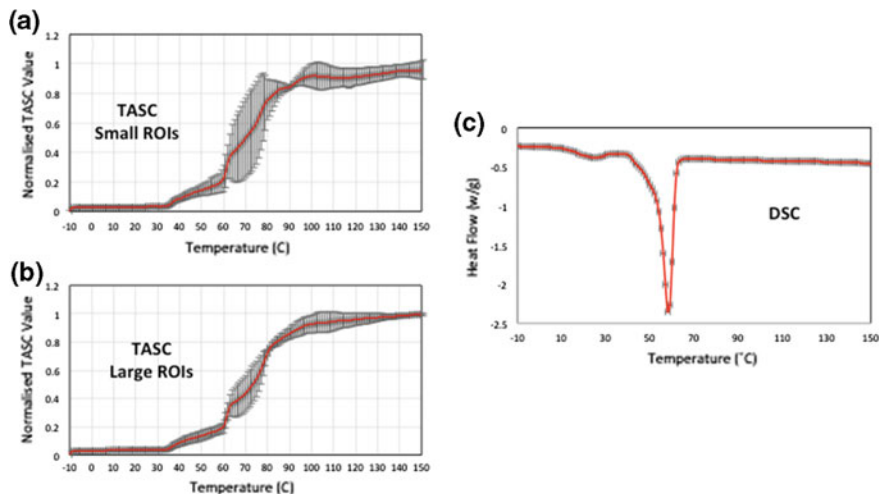 (a)
1.2
1
0.8
0.6
0.4
0.2
0
Normalised TASC Value
TASC
Small ROIs
-10 0 10 20 30 40 50 60 70 80 90 100 110 120 130 140 150
Temperature (C)
(b)
1.2
1
0.8
0.6
0.4
0.2
0
Normalised TASC Value
TASC
Large ROIs
-10 0 10 20 30 40 50 60 70 80 90 100 110 120 130 140 150
Temperature (C)
(c)
0
-0.5
-1
-1.5
-2
-2.5
Heat Flow (w/g)
DSC
-10 10 30 50 70 90 110 130 150
Temperature (˚C)